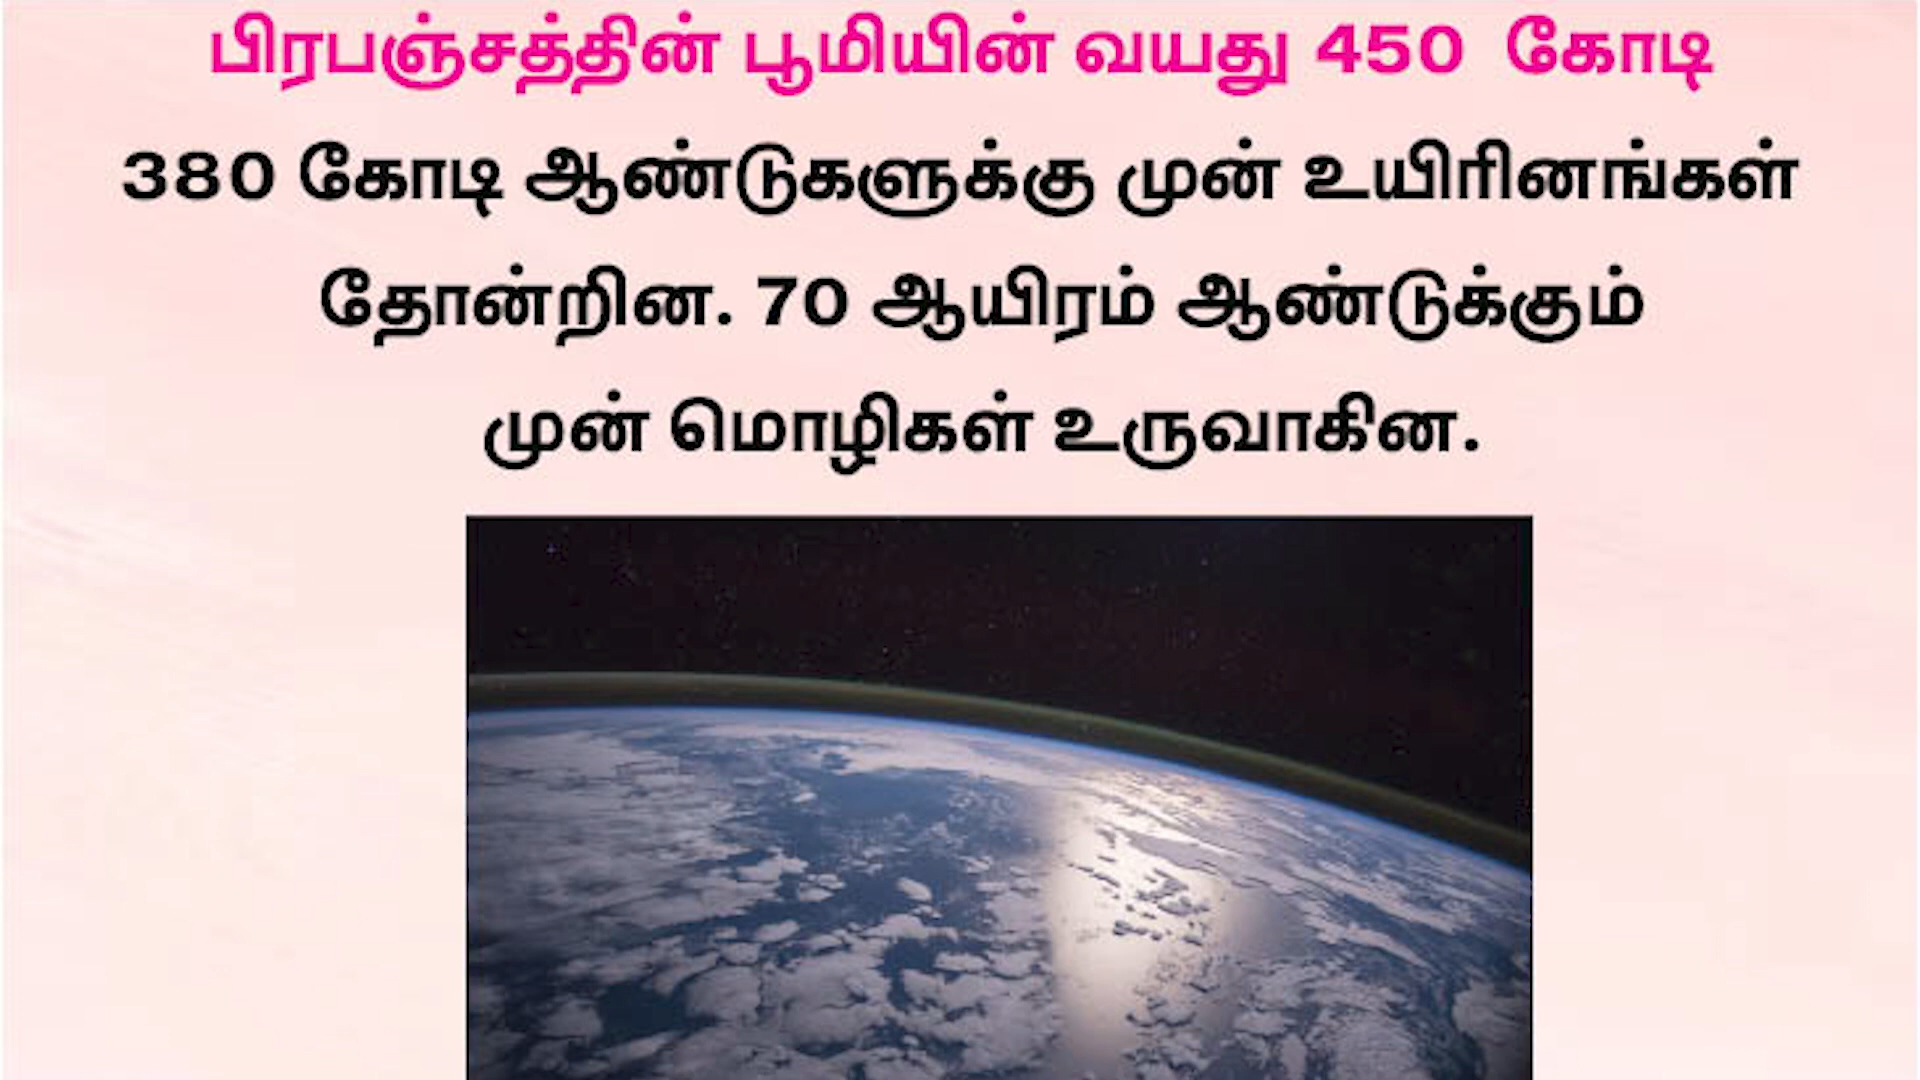 பிரபஞ்சத்தின் பூமியின் வயது 450 கோடி
380 கோடி ஆண்டுகளுக்கு முன் உயிரினங்கள்
தோன்றின. 70 ஆயிரம் ஆண்டுக்கும்
முன் மொழிகள் உருவாகின.